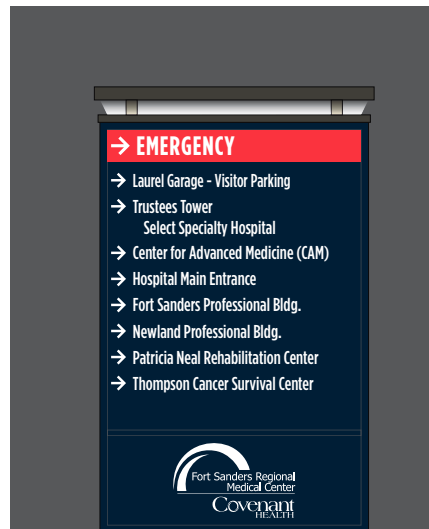 → EMERGENCY
→ Laurel Garage - Visitor Parking
→ Trustees Tower
Select Specialty Hospital
→ Center for Advanced Medicine (CAM)
→ Hospital Main Entrance
→ Fort Sanders Professional Bldg.
→ Newland Professional Bldg.
→ Patricia Neal Rehabilitation Center
→ Thompson Cancer Survival Center
Fort Sanders Regional
Medical Center
Covenant
HEALTH